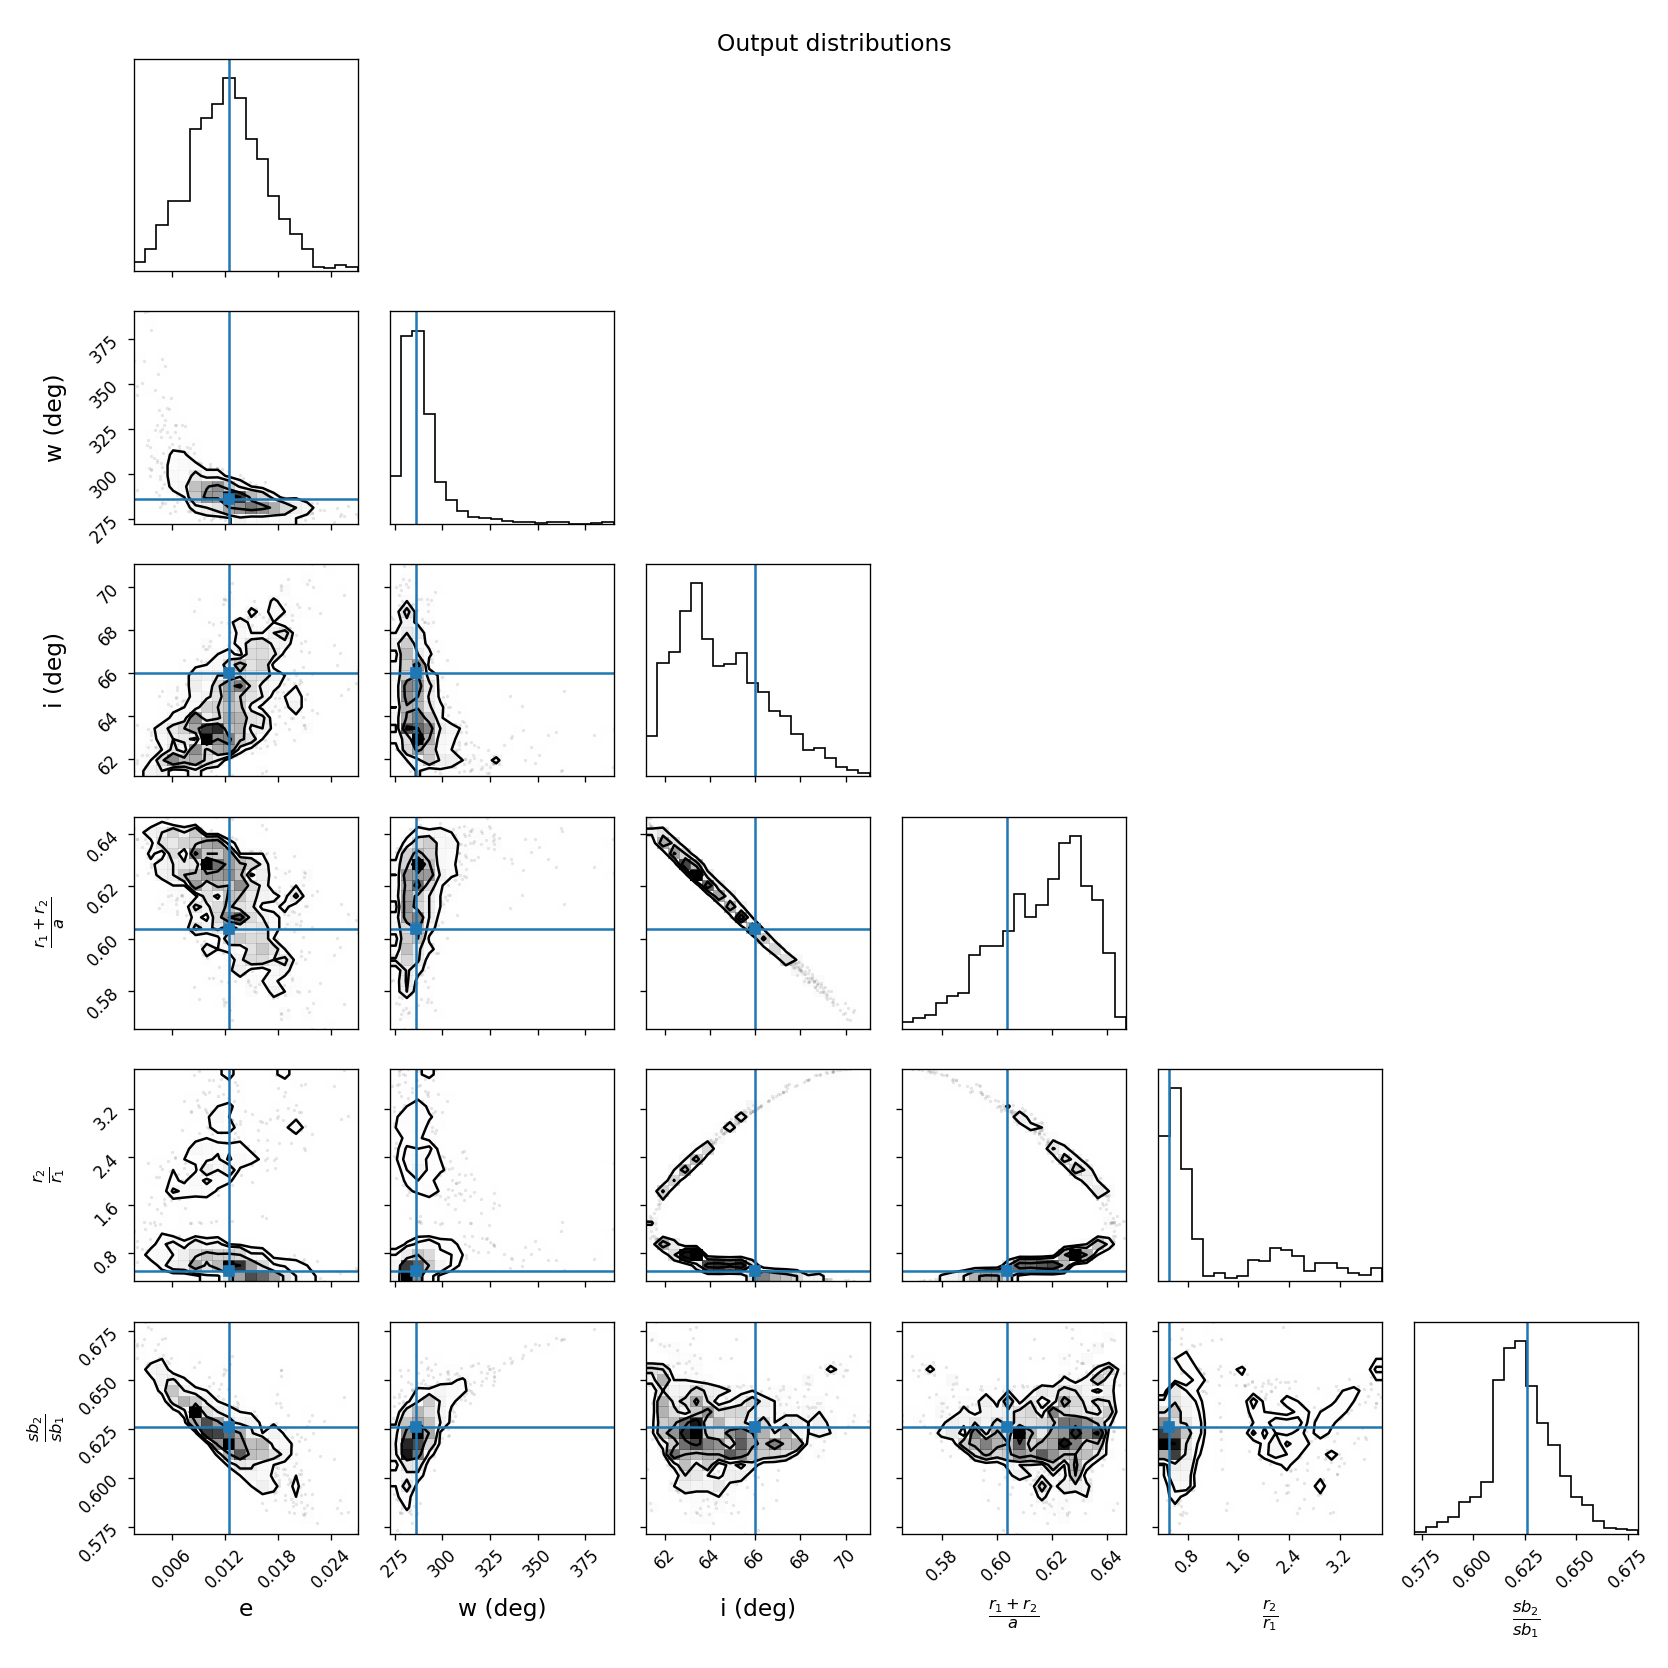 Output distributions
w (deg)
375
350
325
300
275
i (deg)
70
68
66
64
62
r₁ + r₂
a
0.64
0.62
0.60
0.58
r₂
r₁
3.2
2.4
1.6
0.8
sb₂
sb₁
0.675
0.650
0.625
0.600
0.575
0.006 0.012 0.018 0.024 275 300 325 350 375 62 64 66 68 70 0.58 0.60 0.62 0.64 0.8 1.6 2.4 3.2 0.575 0.600 0.625 0.650 0.675
e w (deg) i (deg) r₁ + r₂ r₂ sb₂
a r₁ sb₁